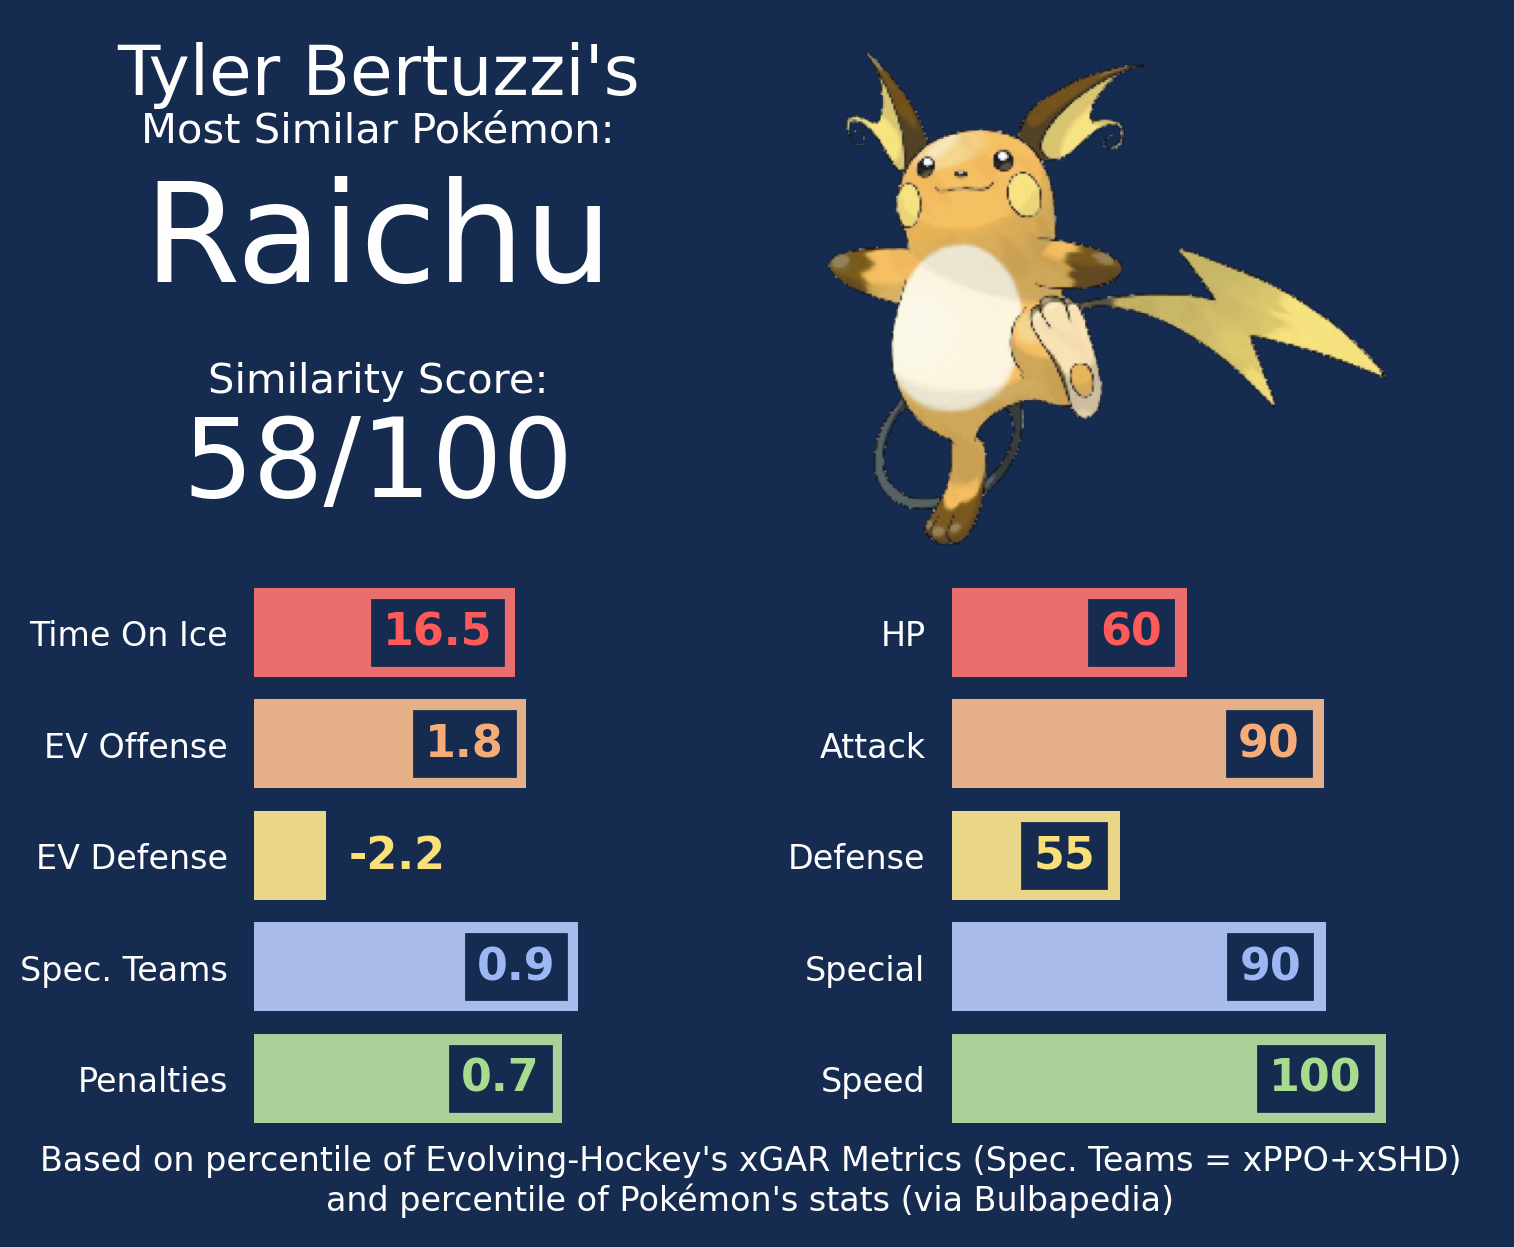 Tyler Bertuzzi's
Most Similar Pokémon:
Raichu
Similarity Score:
58/100
Time On Ice 16.5
EV Offense 1.8
EV Defense -2.2
Spec. Teams 0.9
Penalties 0.7
HP 60
Attack 90
Defense 55
Special 90
Speed 100
Based on percentile of Evolving-Hockey's xGAR Metrics (Spec. Teams = xPPO+xSHD)
and percentile of Pokémon's stats (via Bulbapedia)